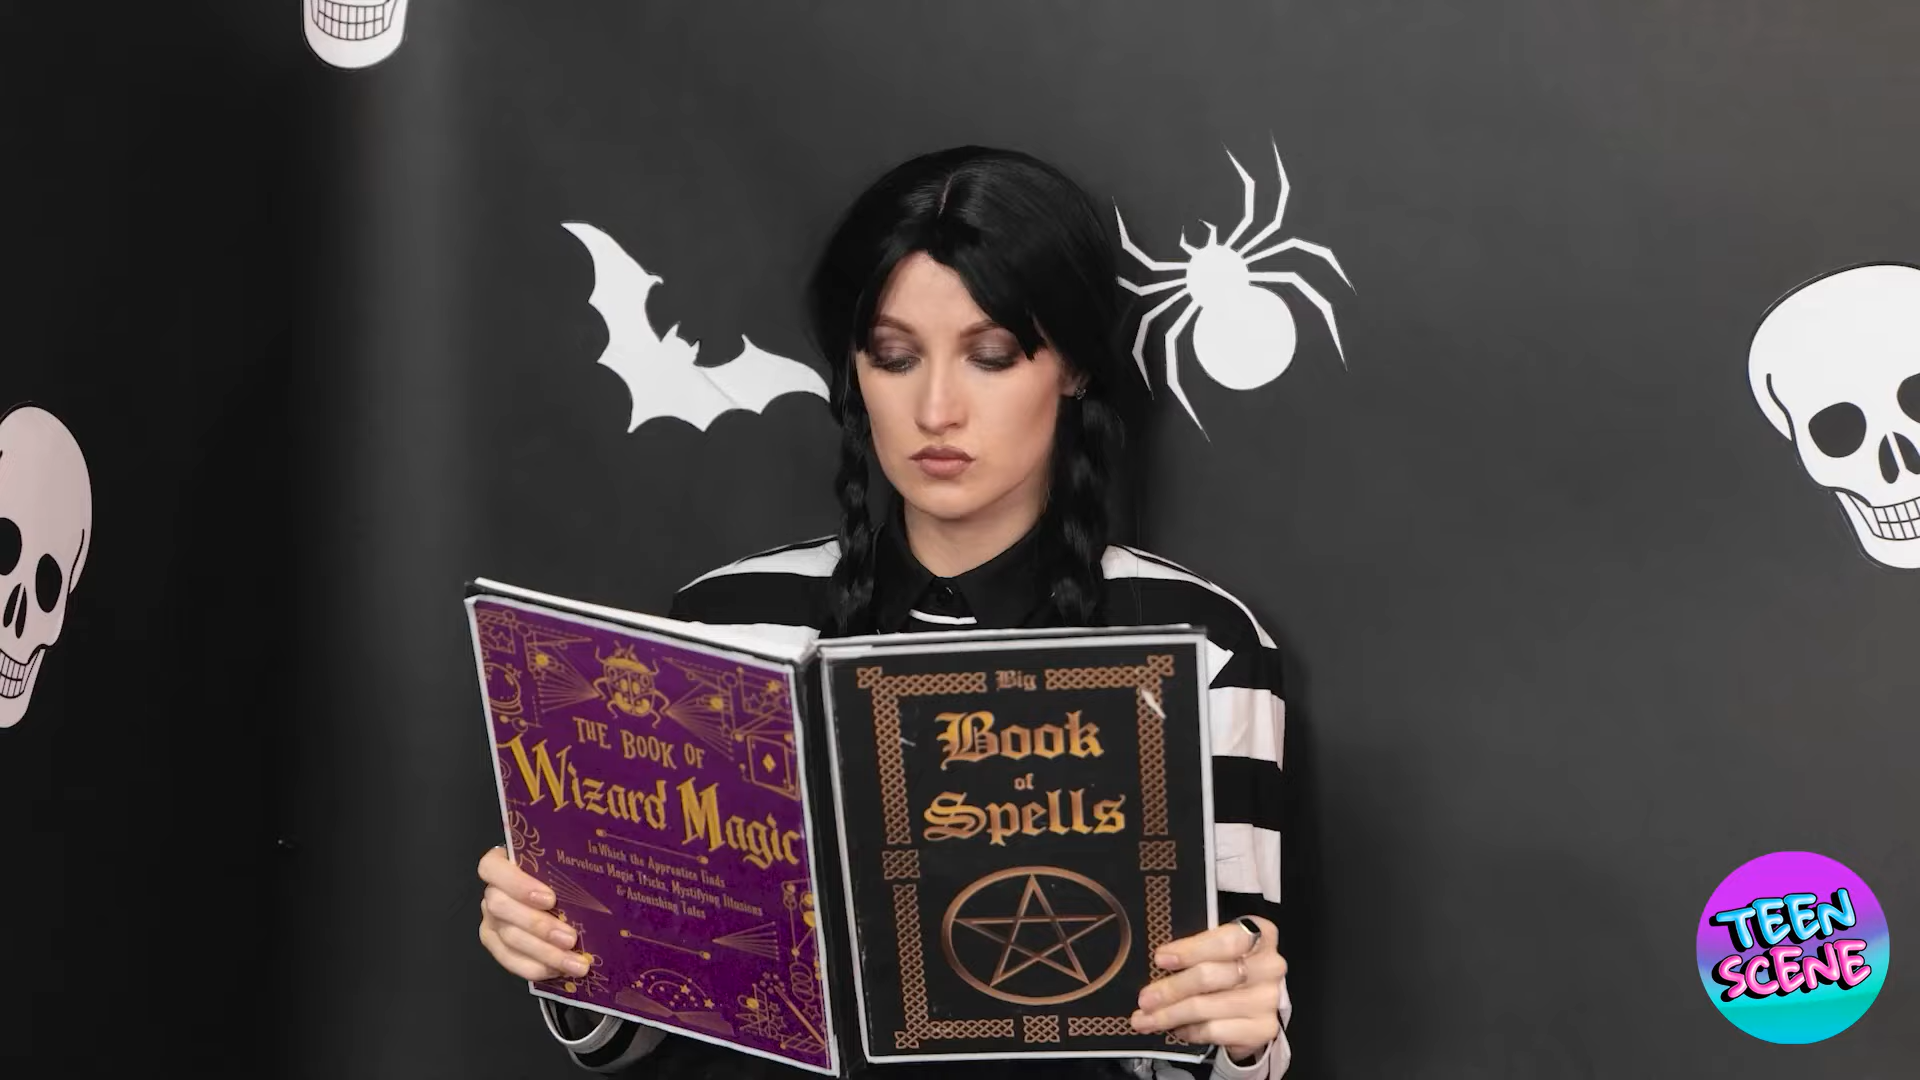 THE BOOK OF
Wizard Magic
In Which the Apprentice Finds
Marvelous Magic Tricks, Mystifying Illusions
& Astonishing Tales
Big
Book
of
Spells
TEEN
SCENE